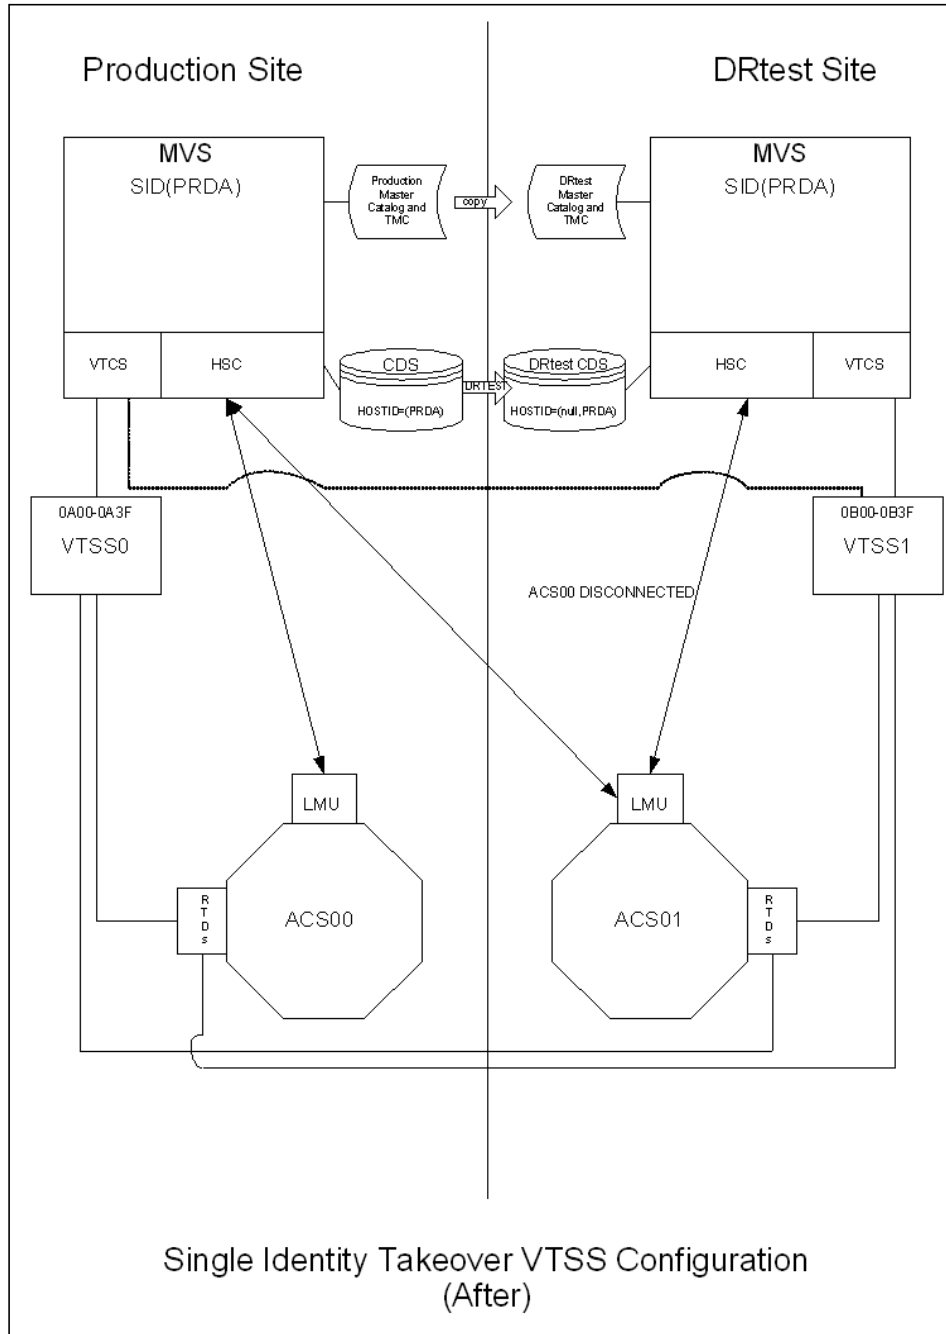 Production Site
DRtest Site
MVS
SID(PRDA)
Production
Master
Catalog and
TMC
copy
DRtest
Master
Catalog and
TMC
MVS
SID(PRDA)
VTCS
HSC
CDS
HOSTID=(PRDA)
DRTEST
DRtest CDS
HOSTID=(null,PRDA)
HSC
VTCS
0A00-0A3F
VTSS0
0B00-0B3F
VTSS1
ACS00 DISCONNECTED
LMU
LMU
RTDs
ACS00
ACS01
RTDs
Single Identity Takeover VTSS Configuration
(After)